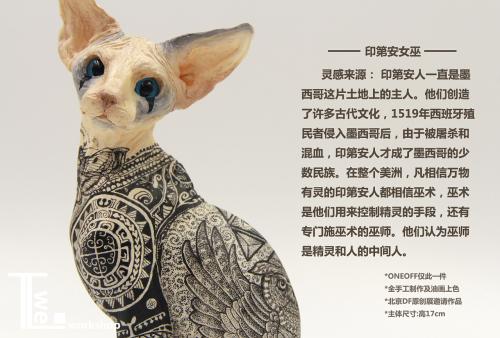 印第安女巫
灵感来源： 印第安人一直是墨
西哥这片土地上的主人。他们创造
了许多古代文化，1519年西班牙殖
民者侵入墨西哥后，由于被屠杀和
混血，印第安人才成了墨西哥的少
数民族。在整个美洲，凡相信万物
有灵的印第安人都相信巫术，巫术
是他们用来控制精灵的手段，还有
专门施巫术的巫师。他们认为巫师
是精灵和人的中间人。
*ONEOFF仅此一件
*全手工制作及油画上色
*北京DF原创展邀请作品
*主体尺寸:高17cm
Twe
workshop